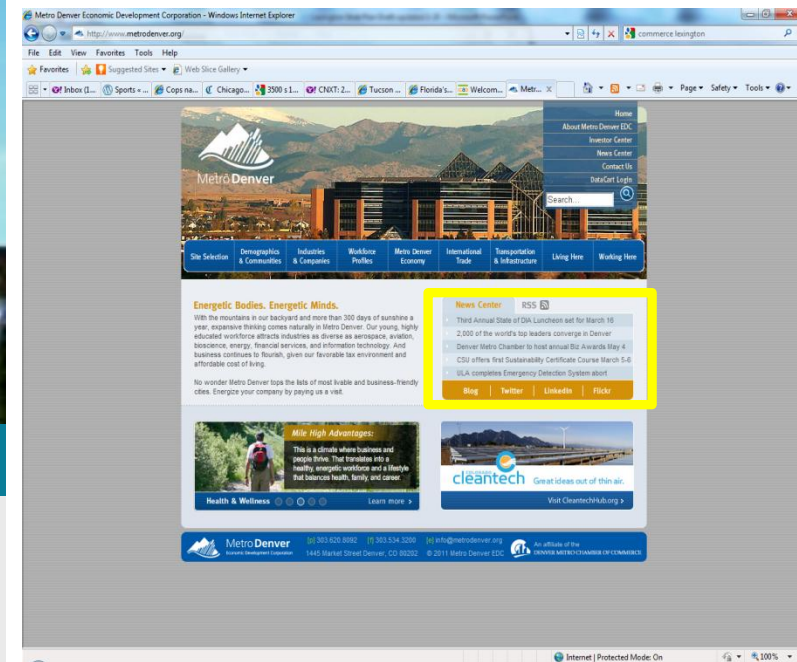 Metro Denver Economic Development Corporation - Windows Internet Explorer
http://www.metrodenver.org/
commerce lexington
File Edit View Favorites Tools Help
Favorites Suggested Sites Web Slice Gallery
Inbox (1... Sports « ... Cops na... Chicago... 3500 s 1... CNXT: 2... Tucson ... Florida's... Welcom... Metr... X Page Safety Tools
Home
About Metro Denver EDC
Investor Center
News Center
Contact Us
DataCart Login
Search...
Metro Denver
Site Selection
Demographics & Communities
Industries & Companies
Workforce Profiles
Metro Denver Economy
International Trade
Transportation & Infrastructure
Living Here
Working Here
Energetic Bodies. Energetic Minds.
With the mountains in our backyard and more than 300 days of sunshine a
year, expansive thinking comes naturally in Metro Denver. Our young, highly
educated workforce attracts industries as diverse as aerospace, aviation,
bioscience, energy, financial services, and information technology. And
business continues to flourish, given our favorable tax environment and
affordable cost of living.
No wonder Metro Denver tops the lists of most livable and business-friendly
cities. Energize your company by paying us a visit.
News Center RSS
Third Annual State of DIA Luncheon set for March 16
2,000 of the world's top leaders converge in Denver
Denver Metro Chamber to host annual Biz Awards May 4
CSU offers first Sustainability Certificate Course March 5-6
ULA completes Emergency Detection System abort
Blog Twitter LinkedIn Flickr
Mile High Advantages:
This is a climate where business and
people thrive. That translates into a
healthy, energetic workforce and a lifestyle
that balances health, family, and career.
Health & Wellness Learn more >
COLORADO
cleantech Great ideas out of thin air.
Visit CleantechHub.org >
Metro Denver
Economic Development Corporation
[p] 303.620.8092 [f] 303.534.3200 [e] info@metrodenver.org
1445 Market Street Denver, CO 80202 © 2011 Metro Denver EDC
An affiliate of the
DENVER METRO CHAMBER OF COMMERCE
Internet | Protected Mode: On 100%